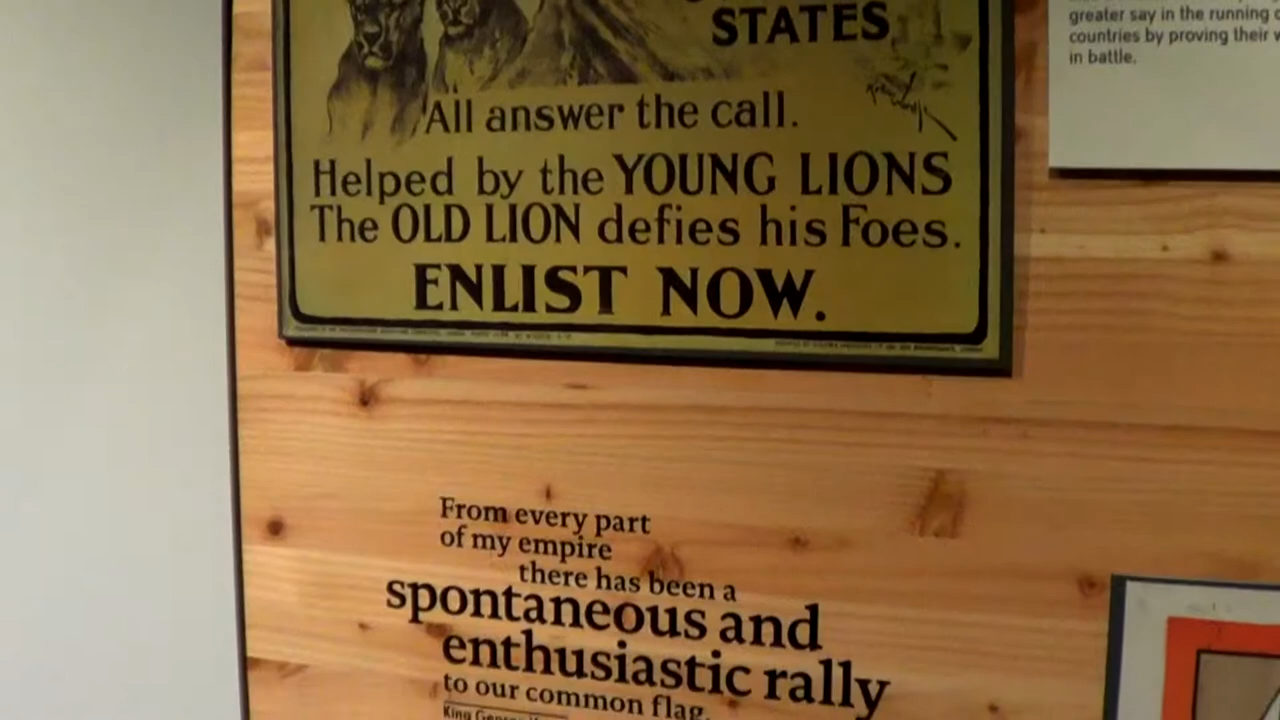 STATES
All answer the call.
Helped by the YOUNG LIONS
The OLD LION defies his Foes.
ENLIST NOW.
greater say in the running
countries by proving their
in battle.
From every part
of my empire
there has been a
spontaneous and
enthusiastic rally
to our common flag.
King George